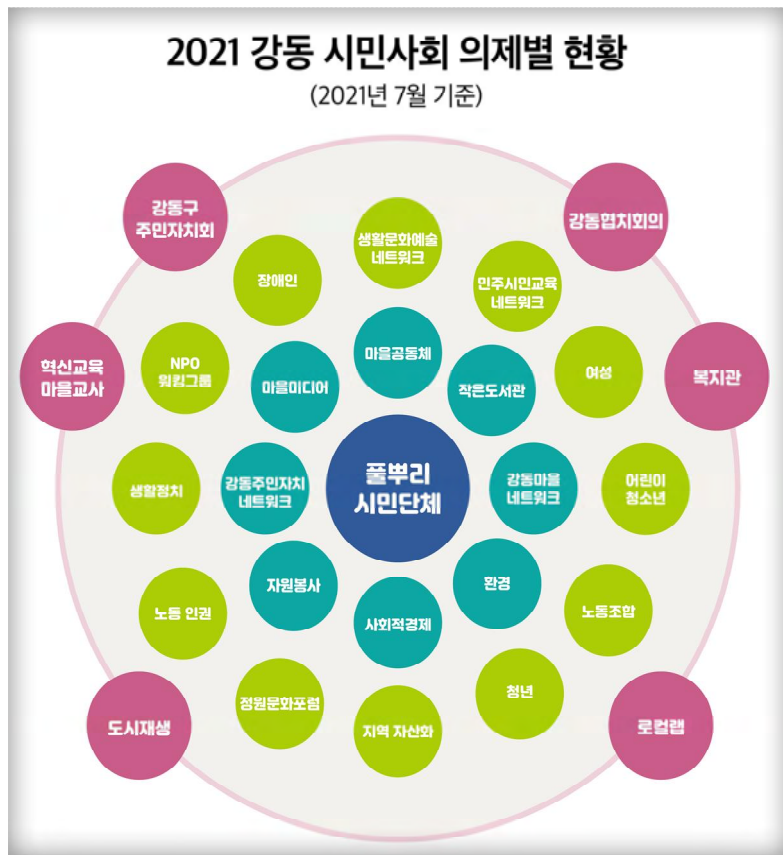 2021 강동 시민사회 의제별 현황
(2021년 7월 기준)
강동구
주민자치회
강동협치회의
생활문화예술
네트워크
장애인
민주시민교육
네트워크
혁신교육
마을교사
NPO
워킹그룹
마을미디어
마을공동체
작은도서관
여성
복지관
생활정치
강동주민자치
네트워크
풀뿌리
시민단체
강동마을
네트워크
어린이
청소년
노동 인권
자원봉사
사회적경제
환경
노동조합
정원문화포럼
지역 자산화
청년
도시재생
로컬랩